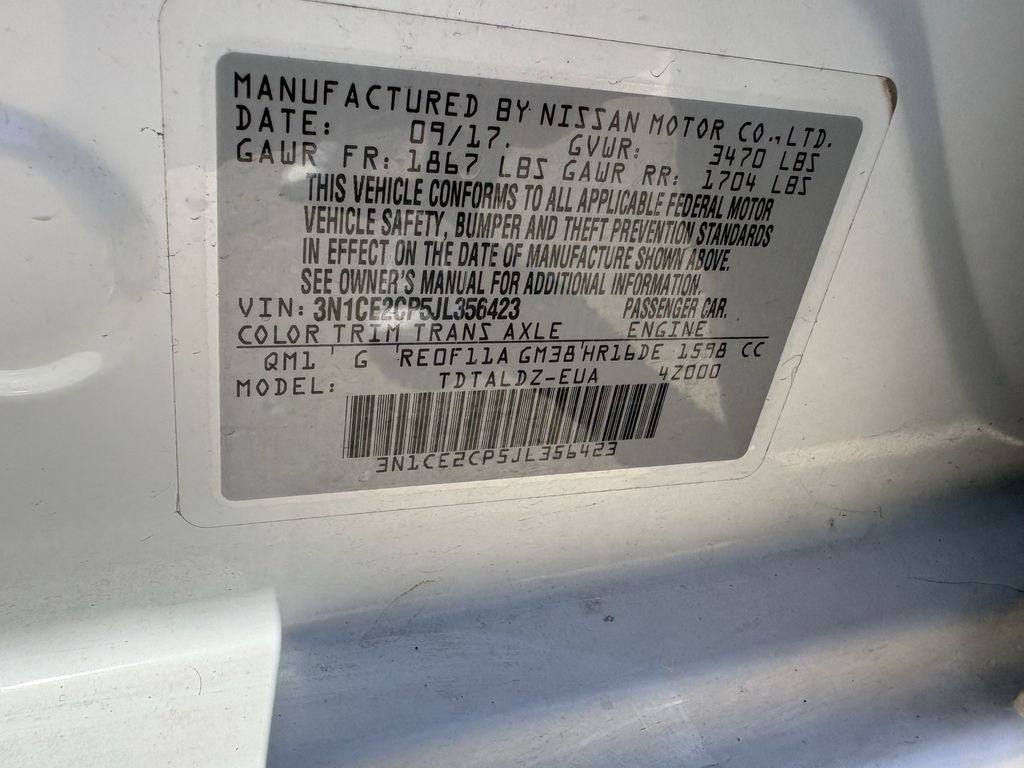 MANUFACTURED BY NISSAN MOTOR CO., LTD.
DATE: 09/17. GVWR: 3470 LBS
GAWR FR: 1867 LBS GAWR RR: 1704 LBS
THIS VEHICLE CONFORMS TO ALL APPLICABLE FEDERAL MOTOR
VEHICLE SAFETY, BUMPER AND THEFT PREVENTION STANDARDS
IN EFFECT ON THE DATE OF MANUFACTURE SHOWN ABOVE.
SEE OWNER'S MANUAL FOR ADDITIONAL INFORMATION.
VIN: 3N1CE2CP5JL356423 PASSENGER CAR.
COLOR TRIM TRANS AXLE ENGINE
QM1 G RE0F11A GM38 HR16DE 1598 CC
MODEL: TDTALDZ-EUA 4Z000
3N1CE2CP5JL356423